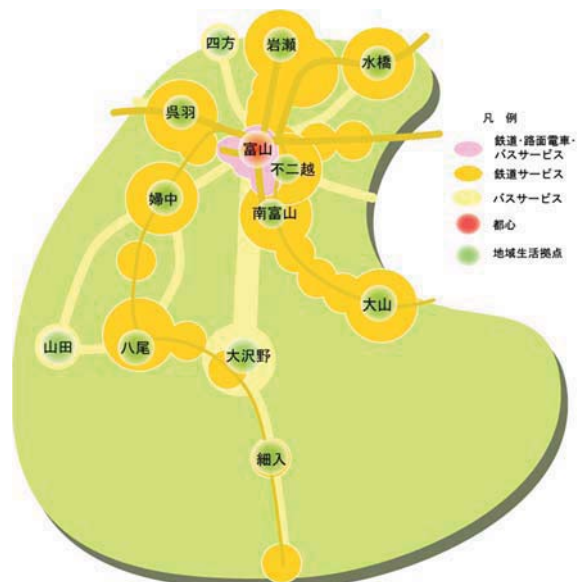 四方
岩瀬
水橋
呉羽
富山
不二越
婦中
南富山
大山
山田
八尾
大沢野
細入
凡 例
鉄道・路面電車・
バスサービス
鉄道サービス
バスサービス
都心
地域生活拠点